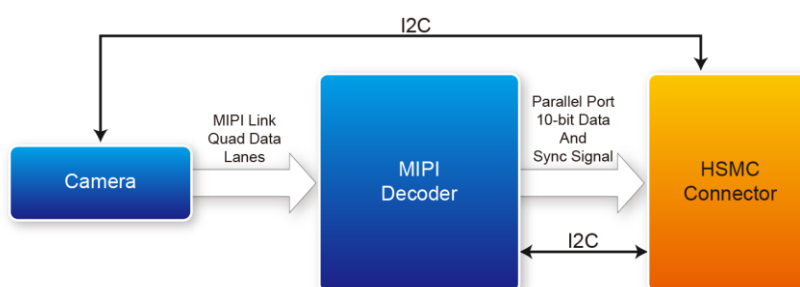 I2C
MIPI Link
Quad Data
Lanes
Parallel Port
10-bit Data
And
Sync Signal
Camera
MIPI
Decoder
HSMC
Connector
I2C